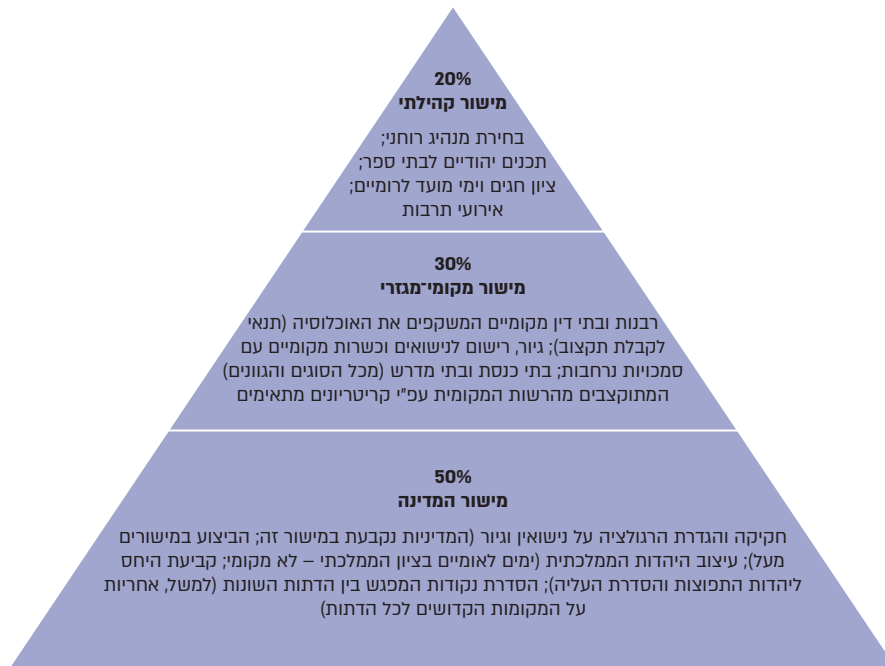 20%
מישור קהילתי
בחירת מנהיג רוחני;
תכנים יהודיים לבתי ספר;
ציון חגים וימי מועד לרומיים;
אירועי תרבות
30%
מישור מקומי־מגזרי
רבנות ובתי דין מקומיים המשקפים את האוכלוסיה (תנאי
לקבלת תקצוב); גיור, רישום לנישואים וכשרות מקומיים עם
סמכויות נרחבות; בתי כנסת ובתי מדרש (מכל הסוגים והגוונים)
המתוקצבים מהרשות המקומית עפ"י קריטריונים מתאימים
50%
מישור המדינה
חקיקה והגדרת הרגולציה על נישואין וגיור (המדיניות נקבעת במישור זה; הביצוע במישורים
מעל); עיצוב היהדות הממלכתית (ימים לאומיים בציון הממלכתי – לא מקומי; קביעת היחס
ליהדות התפוצות והסדרת העליה); הסדרת נקודות המפגש בין הדתות השונות (למשל, אחריות
על המקומות הקדושים לכל הדתות)